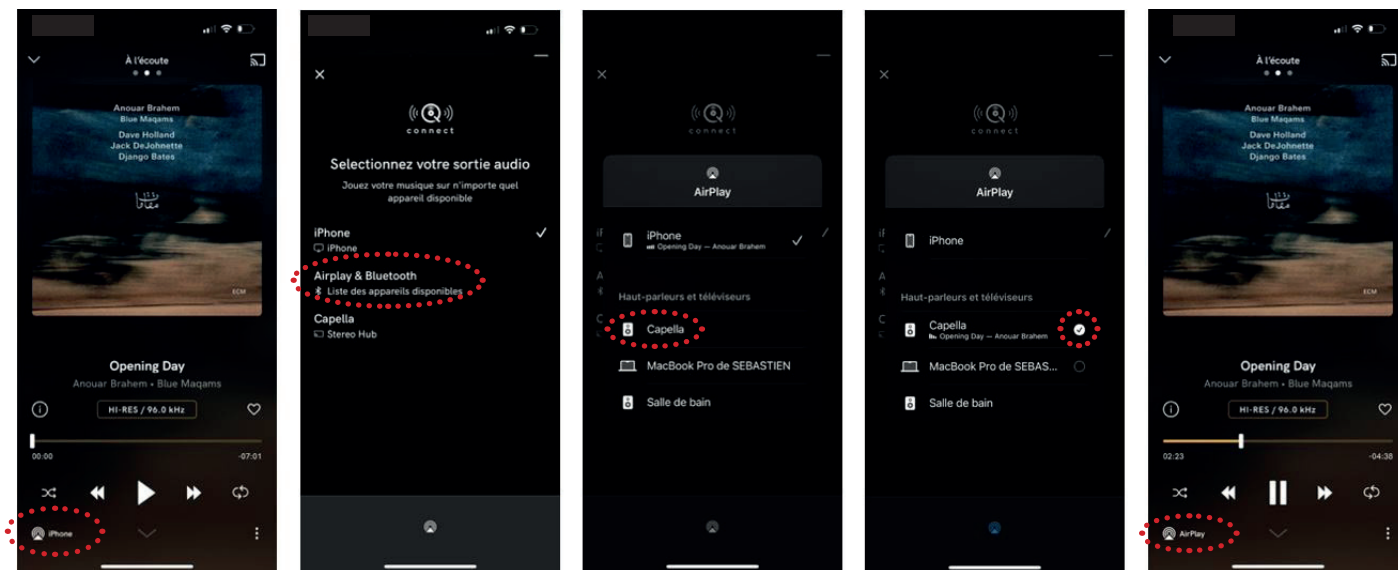 À l'écoute
Anouar Brahem
Blue Maqams
Dave Holland
Jack DeJohnette
Django Bates
مقامات
ECM
Opening Day
Anouar Brahem • Blue Maqams
HI-RES / 96.0 kHz
00:00
-07:01
iPhone
connect
Selectionnez votre sortie audio
Jouez votre musique sur n'importe quel
appareil disponible
iPhone
iPhone
Airplay & Bluetooth
Liste des appareils disponibles
Capella
Stereo Hub
connect
AirPlay
iPhone
Opening Day — Anouar Brahem
Haut-parleurs et téléviseurs
Capella
MacBook Pro de SEBASTIEN
Salle de bain
connect
AirPlay
iPhone
Haut-parleurs et téléviseurs
Capella
Opening Day — Anouar Brahem
MacBook Pro de SEBAS...
Salle de bain
À l'écoute
Anouar Brahem
Blue Maqams
Dave Holland
Jack DeJohnette
Django Bates
مقامات
ECM
Opening Day
Anouar Brahem • Blue Maqams
HI-RES / 96.0 kHz
02:23
-04:38
AirPlay